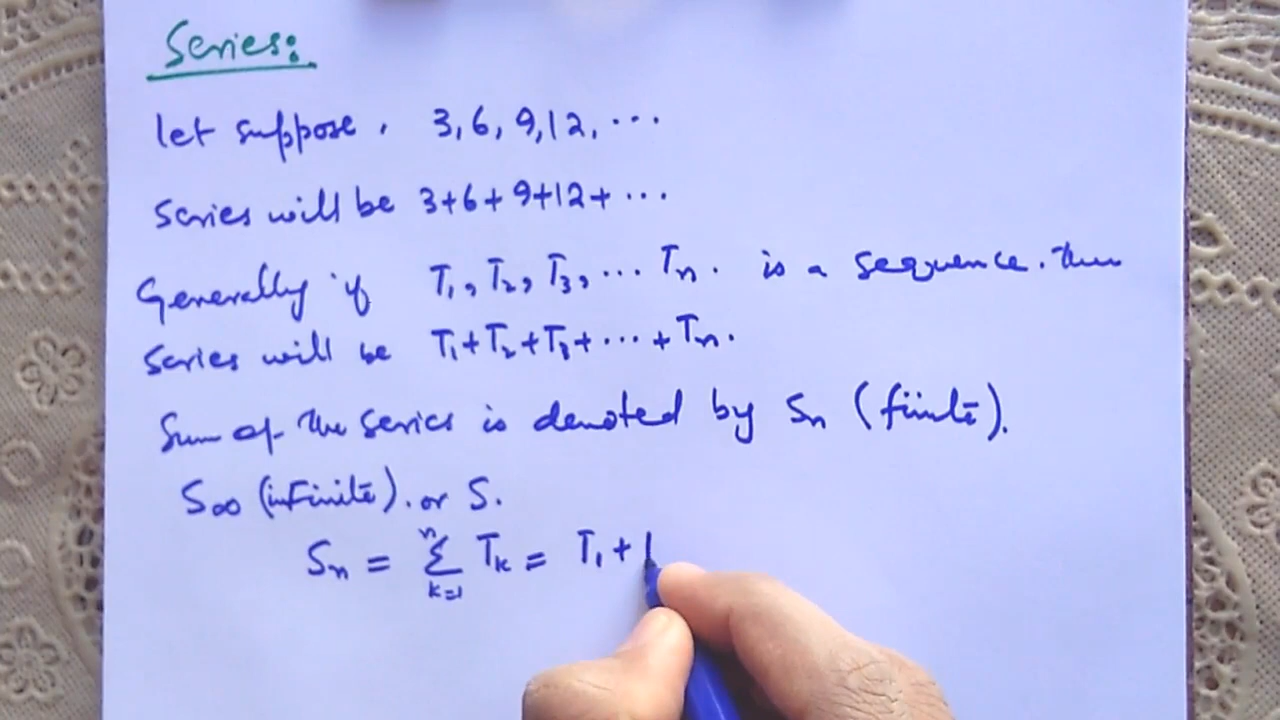 Series:
let suppose, 3, 6, 9, 12, ...
Series will be 3+6+9+12+ ...
Generally if T₁, T₂, T₃, ... Tₙ. is a sequence. then
series will be T₁+T₂+T₃+ ... +Tₙ.
Sum of the series is denoted by Sₙ (finite).
S∞ (infinite). or S.
Sₙ = ∑ₖ₌₁ⁿ Tₖ = T₁ +